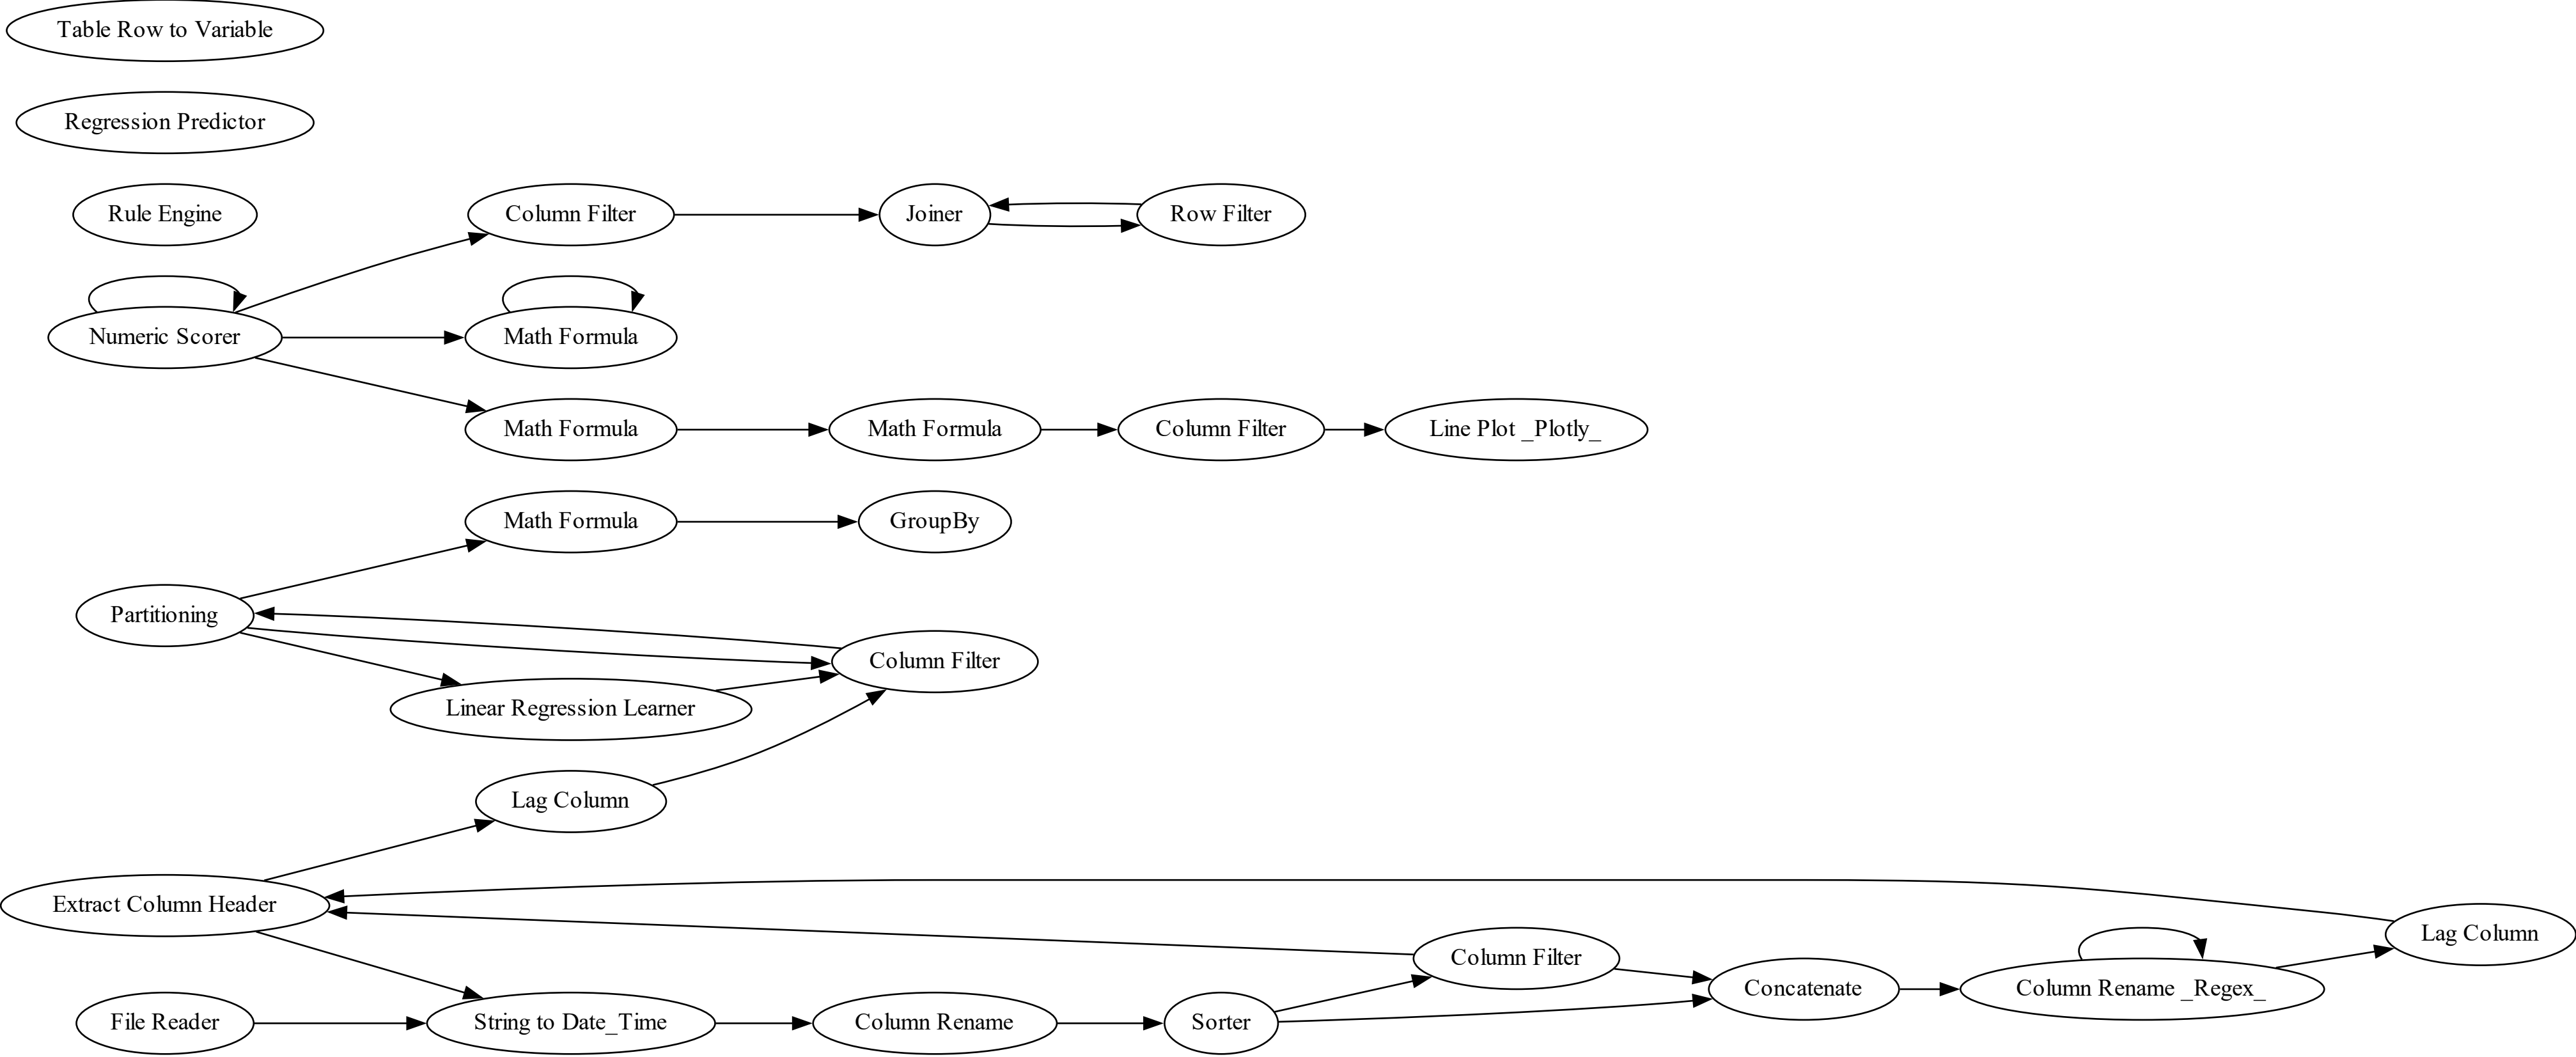 Table Row to Variable
Regression Predictor
Rule Engine
Column Filter
Joiner
Row Filter
Numeric Scorer
Math Formula
Math Formula
Math Formula
Column Filter
Line Plot _Plotly_
Math Formula
GroupBy
Partitioning
Column Filter
Linear Regression Learner
Lag Column
Extract Column Header
Lag Column
Column Filter
Concatenate
Column Rename _Regex_
File Reader
String to Date_Time
Column Rename
Sorter